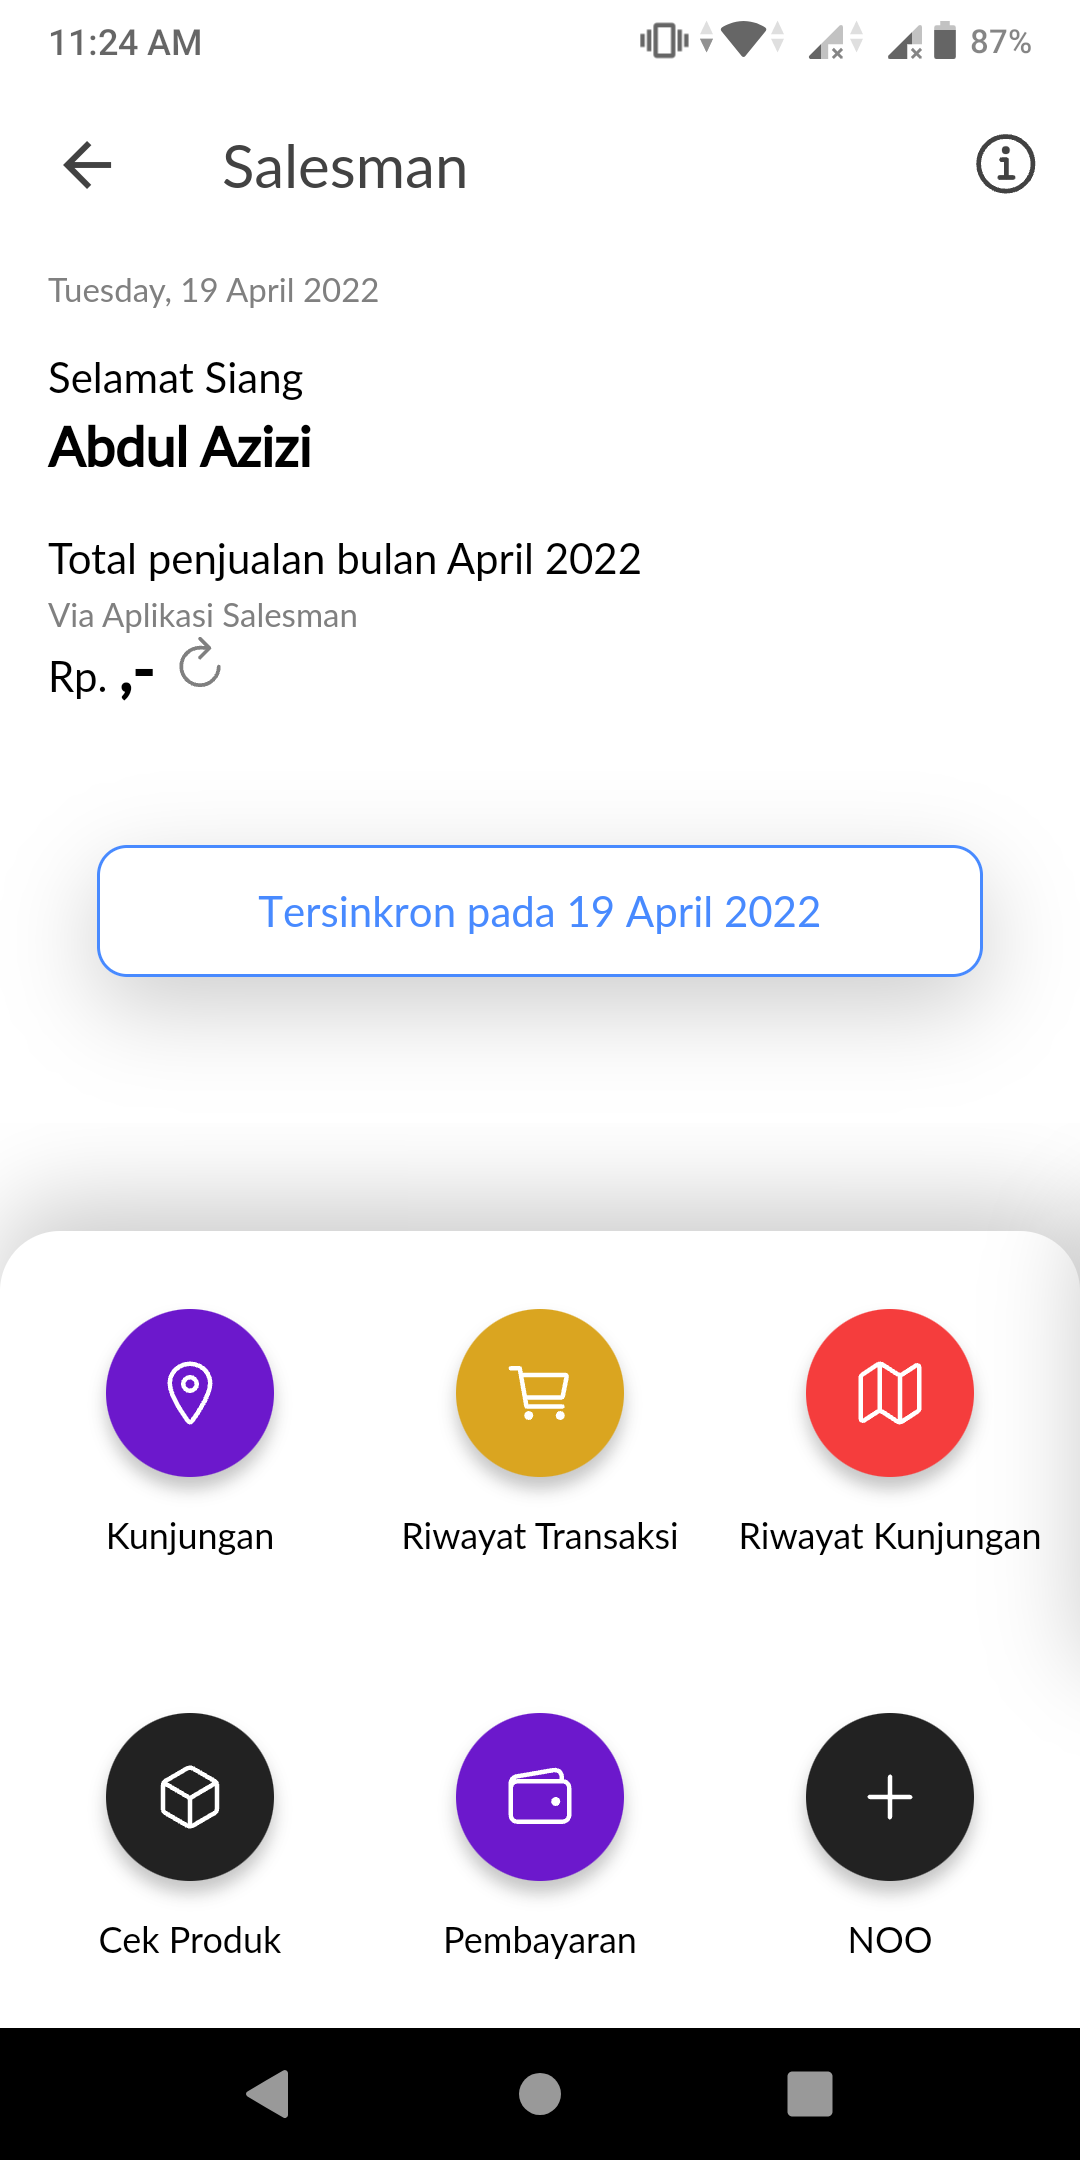 11:24 AM
87%
Salesman
Tuesday, 19 April 2022
Selamat Siang
Abdul Azizi
Total penjualan bulan April 2022
Via Aplikasi Salesman
Rp. ,-
Tersinkron pada 19 April 2022
Kunjungan
Riwayat Transaksi
Riwayat Kunjungan
Cek Produk
Pembayaran
NOO